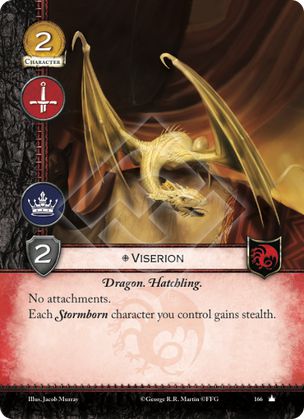 2
Character
2
Viserion
Dragon. Hatchling.
No attachments.
Each Stormborn character you control gains stealth.
Illus. Jacob Murray ©George R.R. Martin ©FFG 166